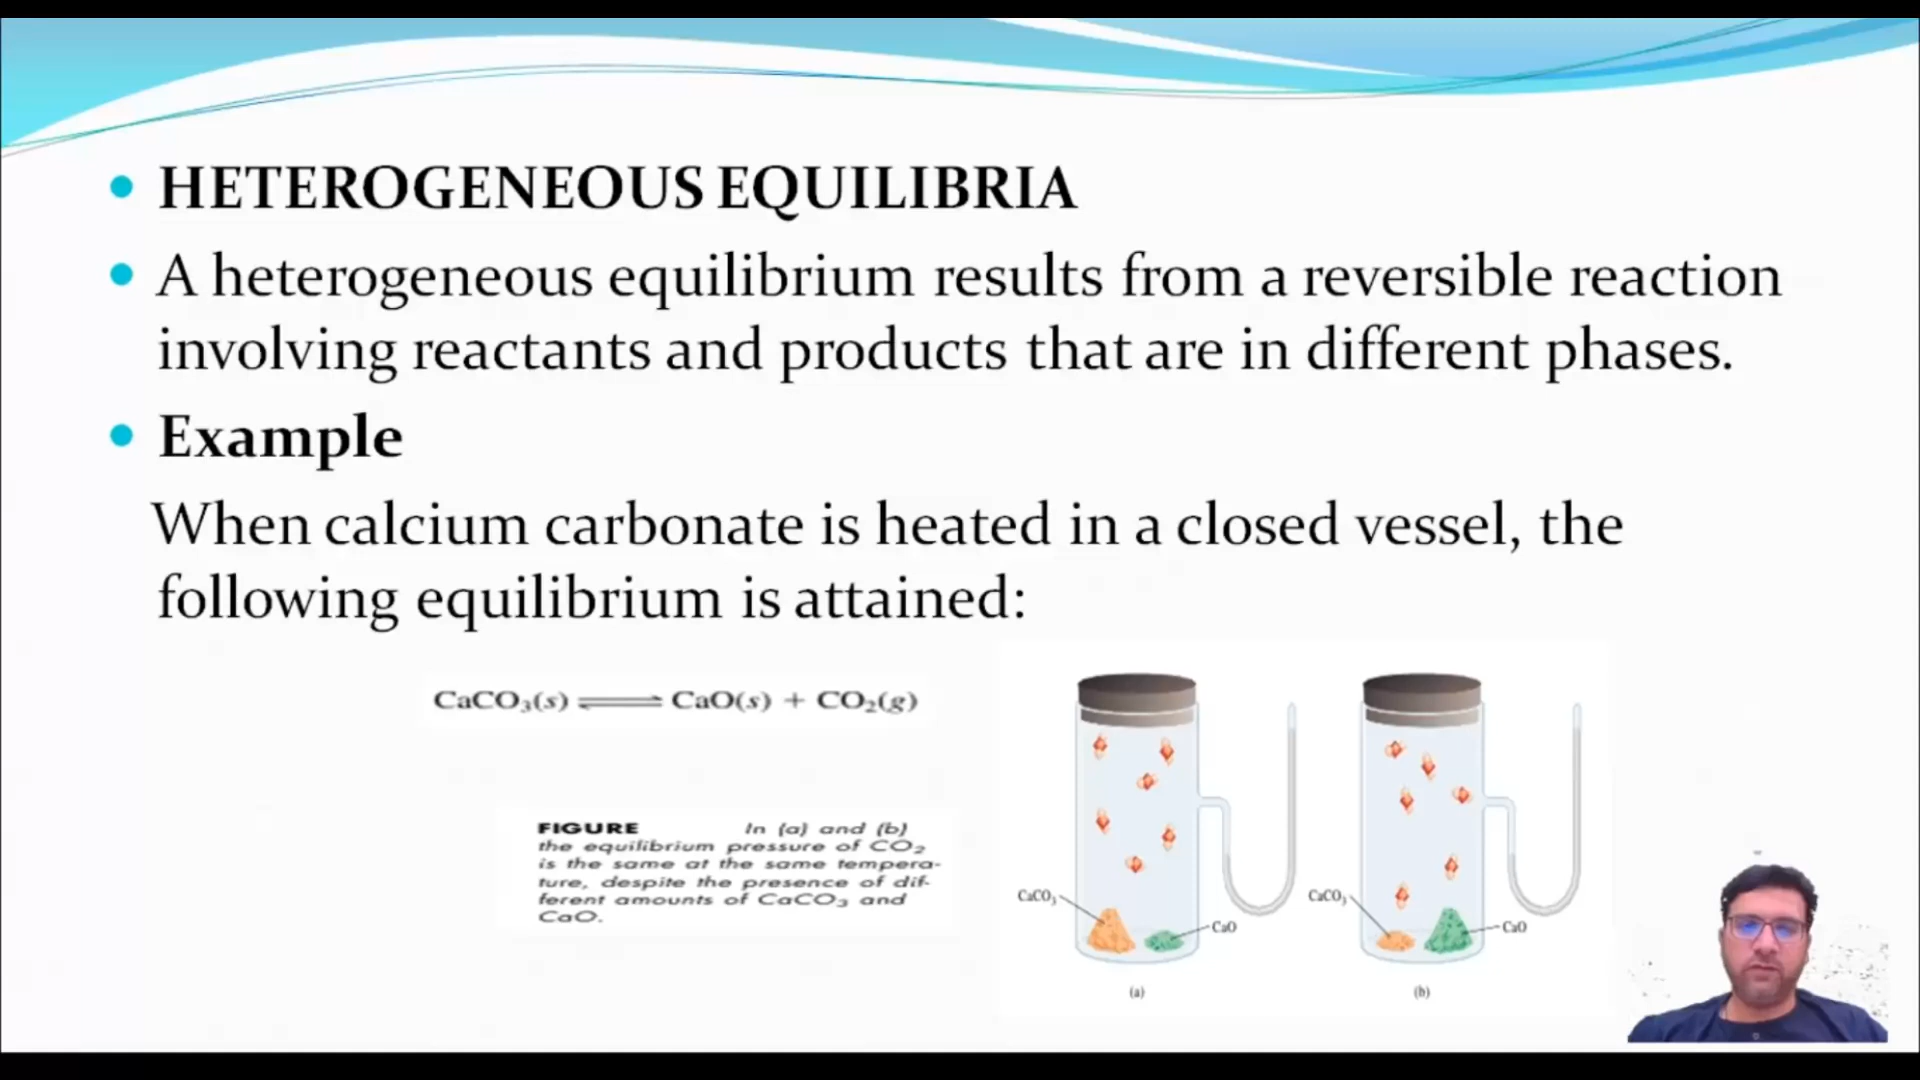 HETEROGENEOUS EQUILIBRIA
A heterogeneous equilibrium results from a reversible reaction
involving reactants and products that are in different phases.
Example
When calcium carbonate is heated in a closed vessel, the
following equilibrium is attained:
CaCO₃(s) ⇌ CaO(s) + CO₂(g)
FIGURE In (a) and (b)
the equilibrium pressure of CO₂
is the same at the same tempera-
ture, despite the presence of dif-
ferent amounts of CaCO₃ and
CaO.
CaCO₃
CaO
(a)
CaCO₃
CaO
(b)